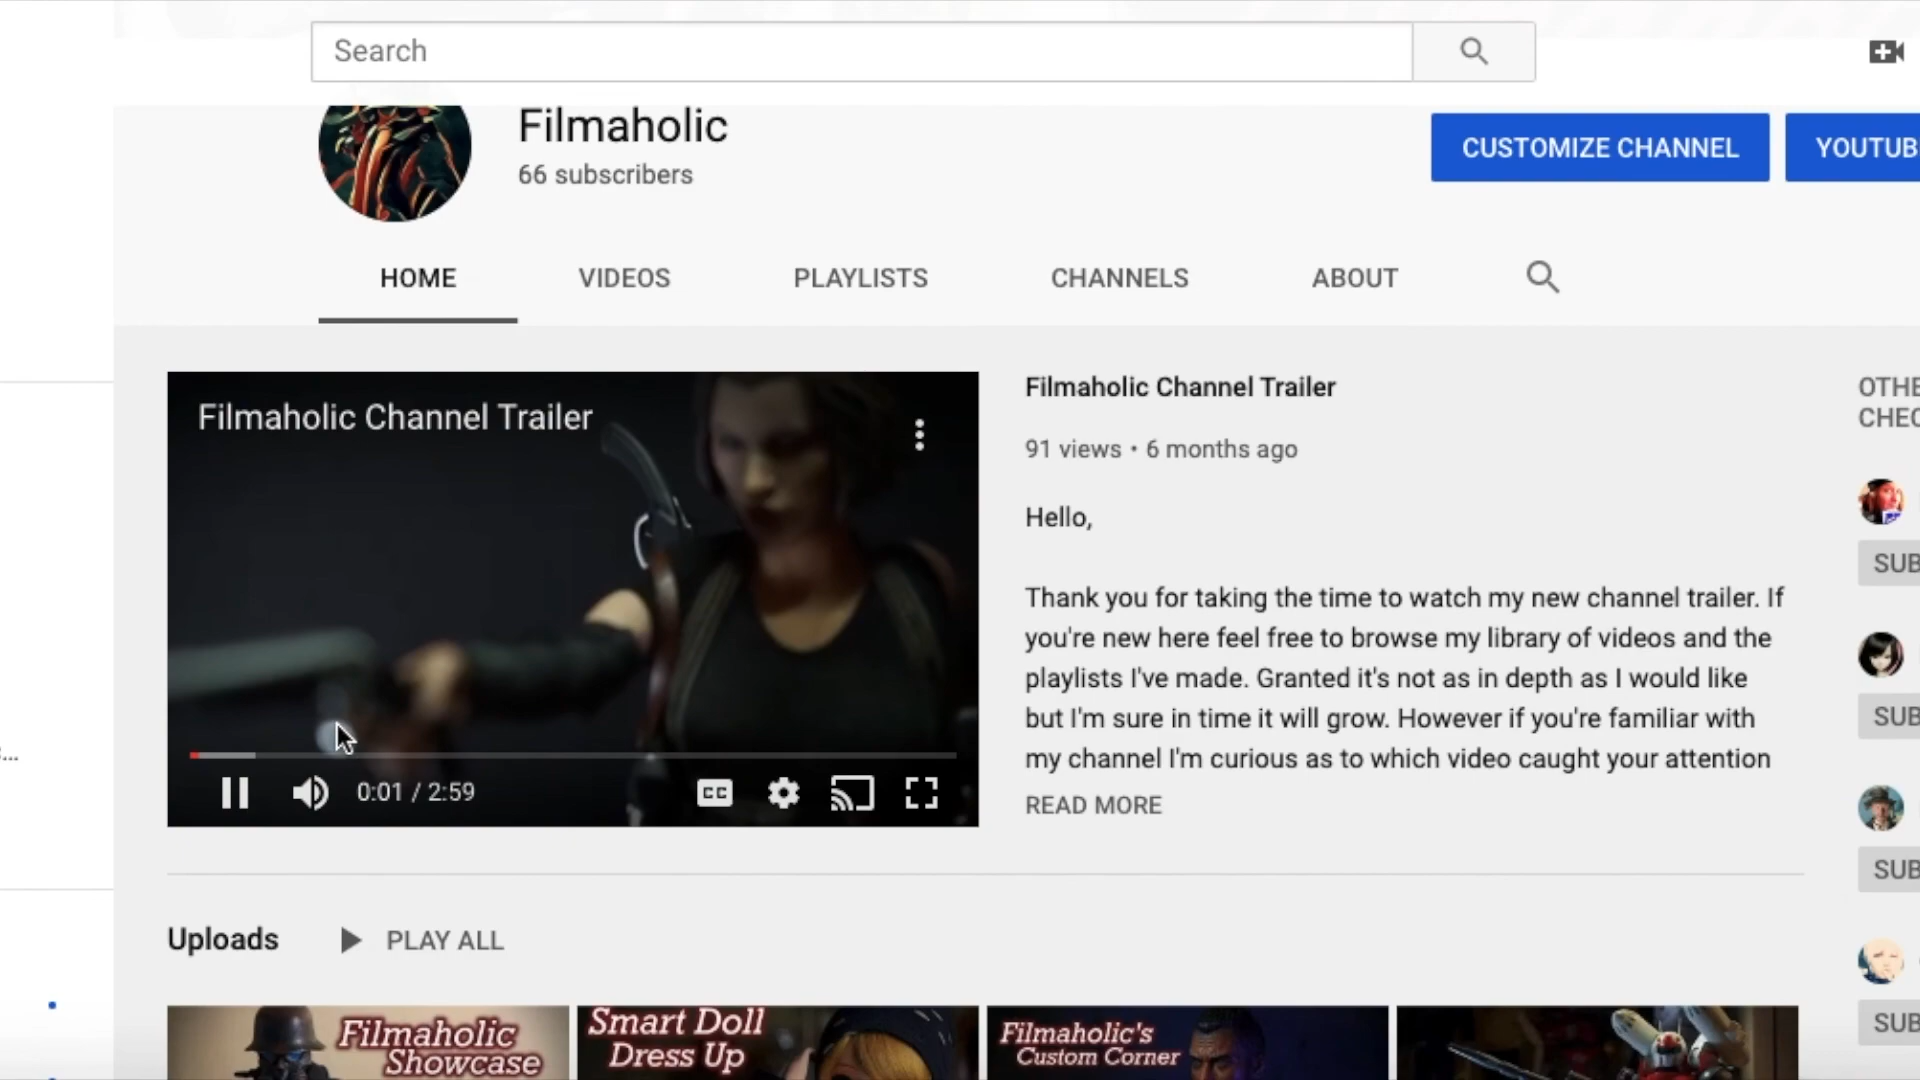 Search
Filmaholic
66 subscribers
CUSTOMIZE CHANNEL
YOUTUB
HOME
VIDEOS
PLAYLISTS
CHANNELS
ABOUT
Filmaholic Channel Trailer
0:01 / 2:59
CC
Filmaholic Channel Trailer
91 views • 6 months ago
Hello,
Thank you for taking the time to watch my new channel trailer. If
you're new here feel free to browse my library of videos and the
playlists I've made. Granted it's not as in depth as I would like
but I'm sure in time it will grow. However if you're familiar with
my channel I'm curious as to which video caught your attention
READ MORE
OTHE
CHEC
SUB
SUB
SUB
SUB
Uploads
PLAY ALL
Filmaholic
Showcase
Smart Doll
Dress Up
Filmaholic's
Custom Corner